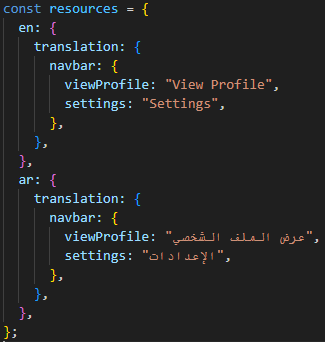 const resources = {
  en: {
    translation: {
      navbar: {
        viewProfile: "View Profile",
        settings: "Settings",
      },
    },
  },
  ar: {
    translation: {
      navbar: {
        viewProfile: "عرض الملف الشخصي",
        settings: "الإعدادات",
      },
    },
  },
};